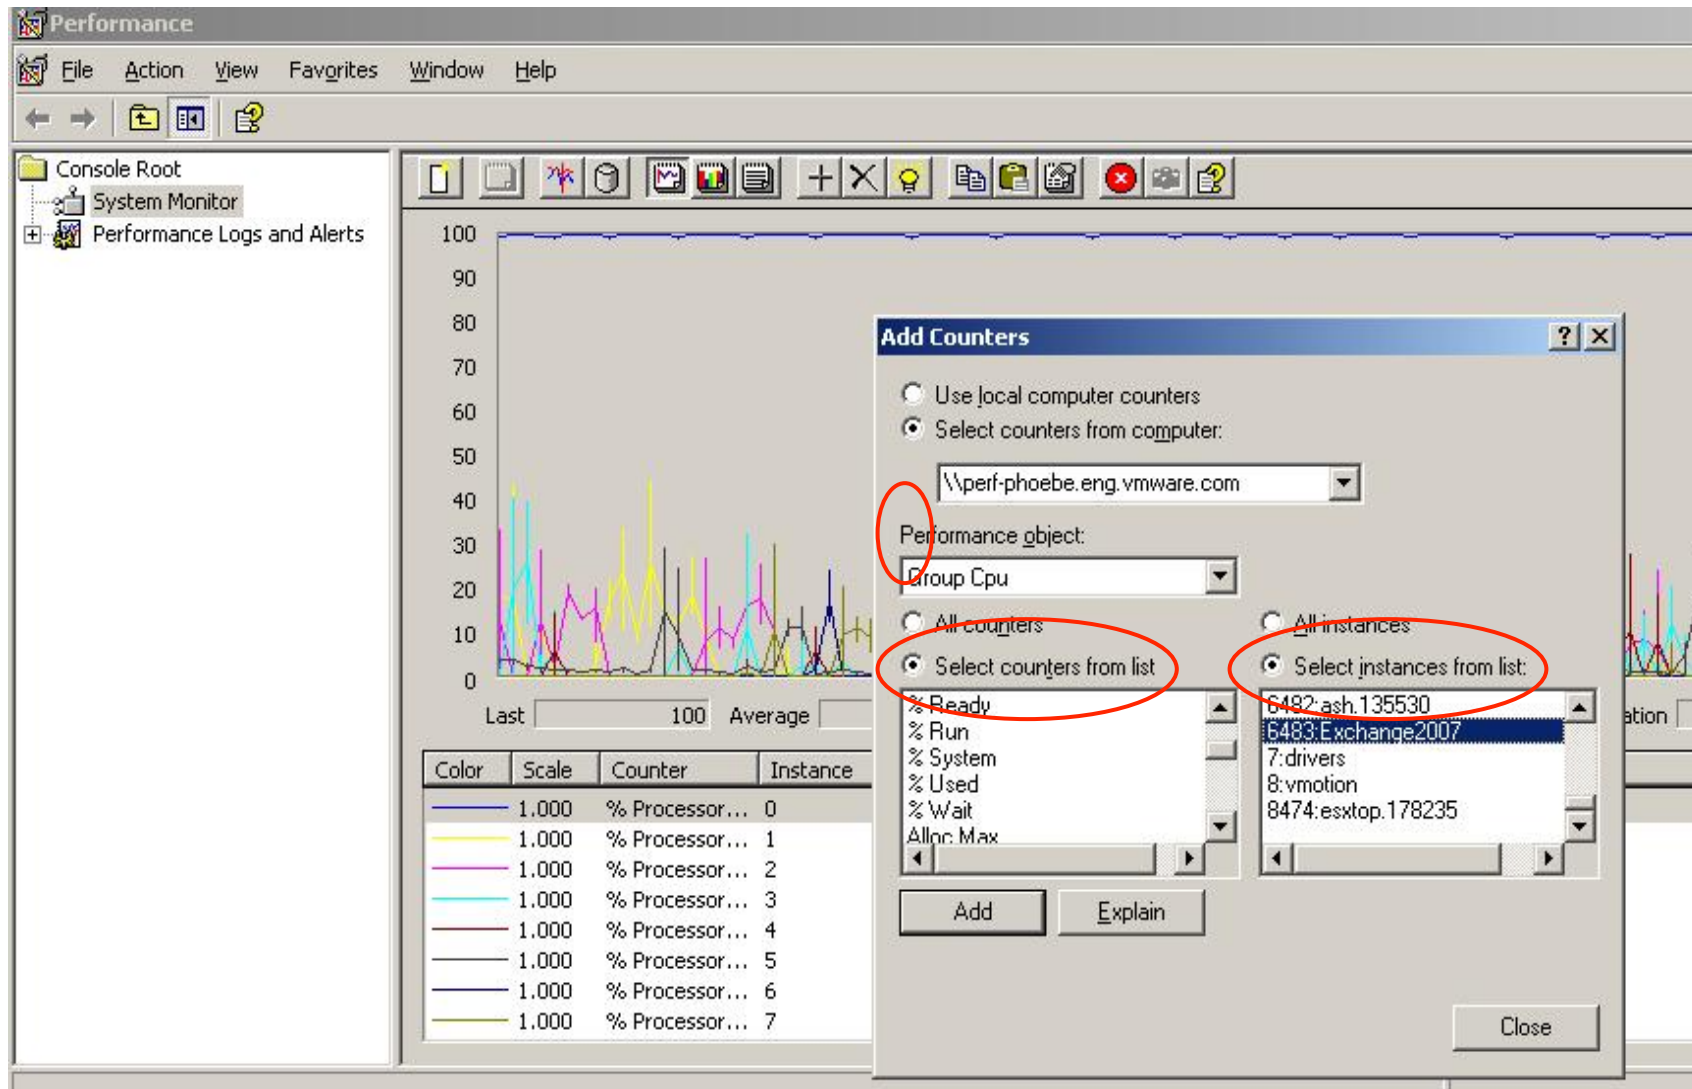 Performance
File Action View Favorites Window Help
Console Root
System Monitor
Performance Logs and Alerts
100
90
80
70
60
50
40
30
20
10
0
Last 100 Average
Color Scale Counter Instance
1.000 % Processor... 0
1.000 % Processor... 1
1.000 % Processor... 2
1.000 % Processor... 3
1.000 % Processor... 4
1.000 % Processor... 5
1.000 % Processor... 6
1.000 % Processor... 7
Add Counters
Use local computer counters
Select counters from computer:
\\perf-phoebe.eng.vmware.com
Performance object:
Group Cpu
All counters
All instances
Select counters from list
Select instances from list:
% Ready
% Run
% System
% Used
% Wait
Alloc Max
6482:ash.135530
6483:Exchange2007
7:drivers
8:vmotion
8474:esxtop.178235
Add
Explain
Close
ation